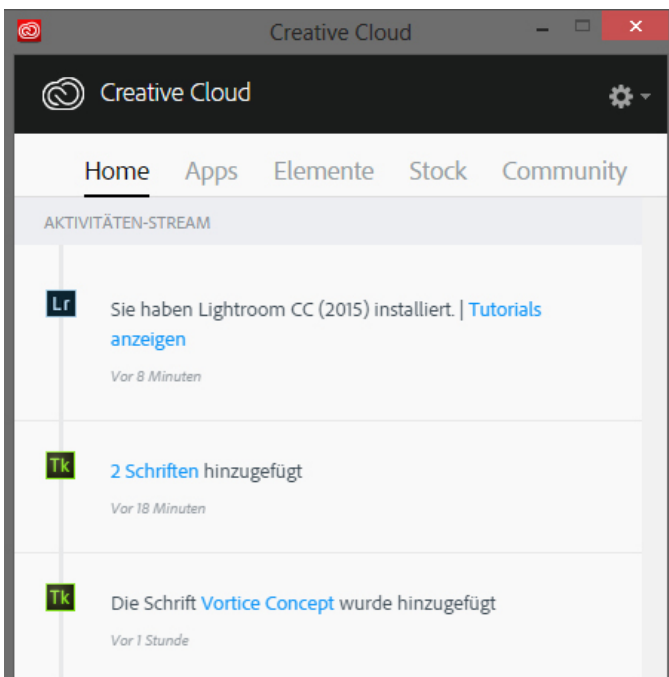 Creative Cloud
Creative Cloud
Home Apps Elemente Stock Community
AKTIVITÄTEN-STREAM
Lr
Sie haben Lightroom CC (2015) installiert. | Tutorials
anzeigen
Vor 8 Minuten
Tk
2 Schriften hinzugefügt
Vor 18 Minuten
Tk
Die Schrift Vortice Concept wurde hinzugefügt
Vor 1 Stunde